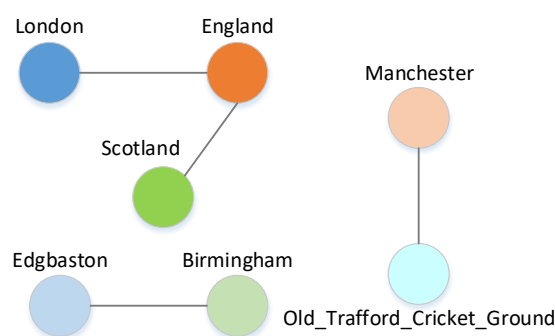 London
England
Manchester
Scotland
Edgbaston
Birmingham
Old_Trafford_Cricket_Ground